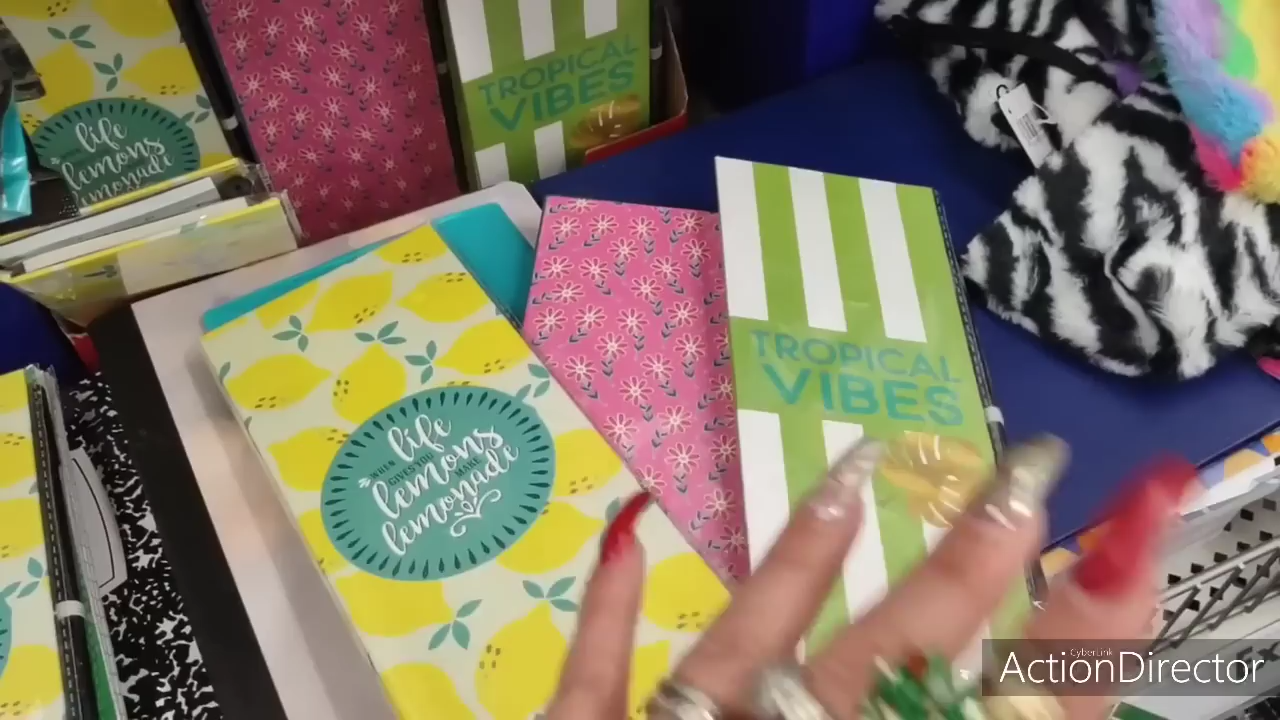 life
lemons
lemonade
TROPICAL
VIBES
TROPICAL
VIBES
life
WHEN GIVES YOU
lemons
MAKE
lemonade
CyberLink
ActionDirector